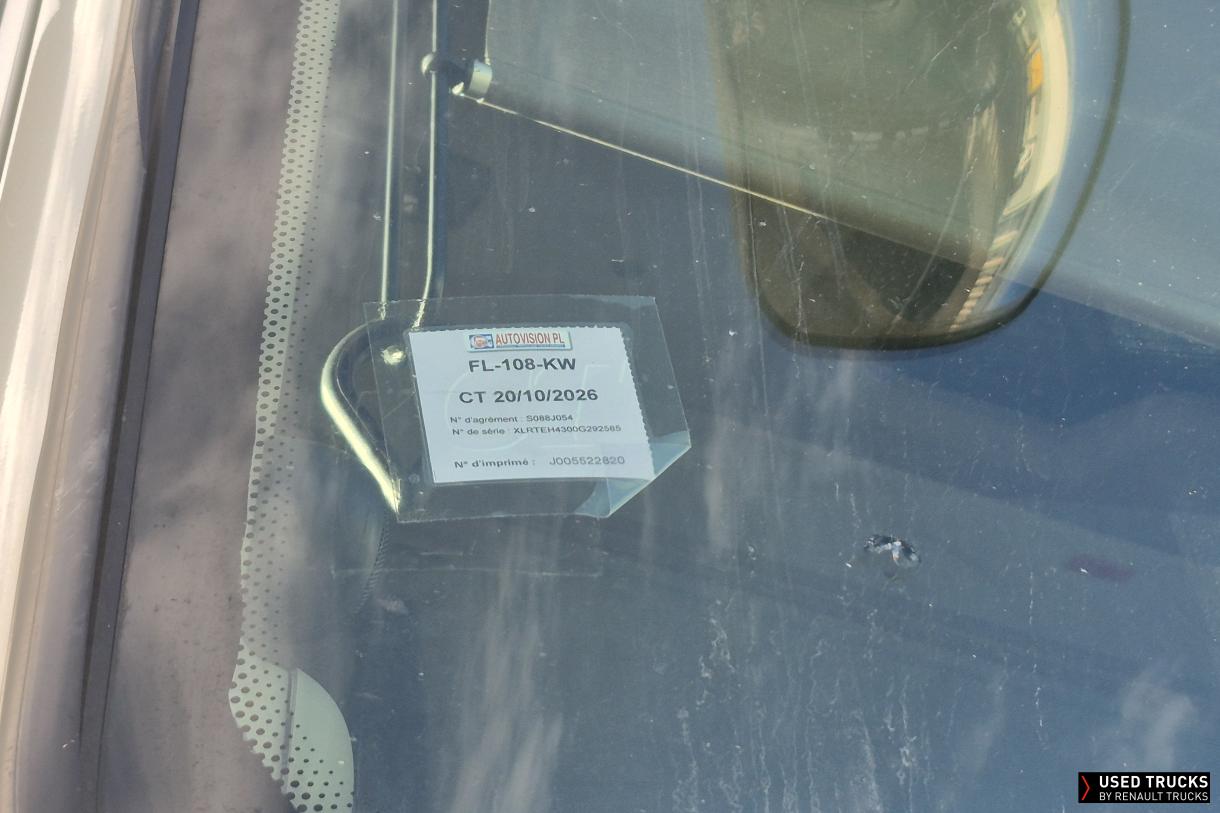 AUTOVISION PL
FL-108-KW
CT 20/10/2026
N° d'agrément : S088J054
N° de série : XLRTEH4300G292585
N° d'imprimé : J005522820
USED TRUCKS
BY RENAULT TRUCKS